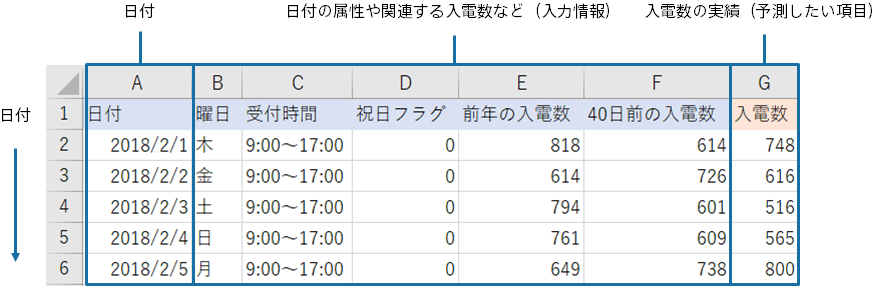 日付 日付の属性や関連する入電数など（入力情報） 入電数の実績（予測したい項目）
A B C D E F G
日付
1 日付 曜日 受付時間 祝日フラグ 前年の入電数 40日前の入電数 入電数
2 2018/2/1 木 9:00～17:00 0 818 614 748
3 2018/2/2 金 9:00～17:00 0 614 726 616
4 2018/2/3 土 9:00～17:00 0 794 601 516
5 2018/2/4 日 9:00～17:00 0 761 609 565
6 2018/2/5 月 9:00～17:00 0 649 738 800